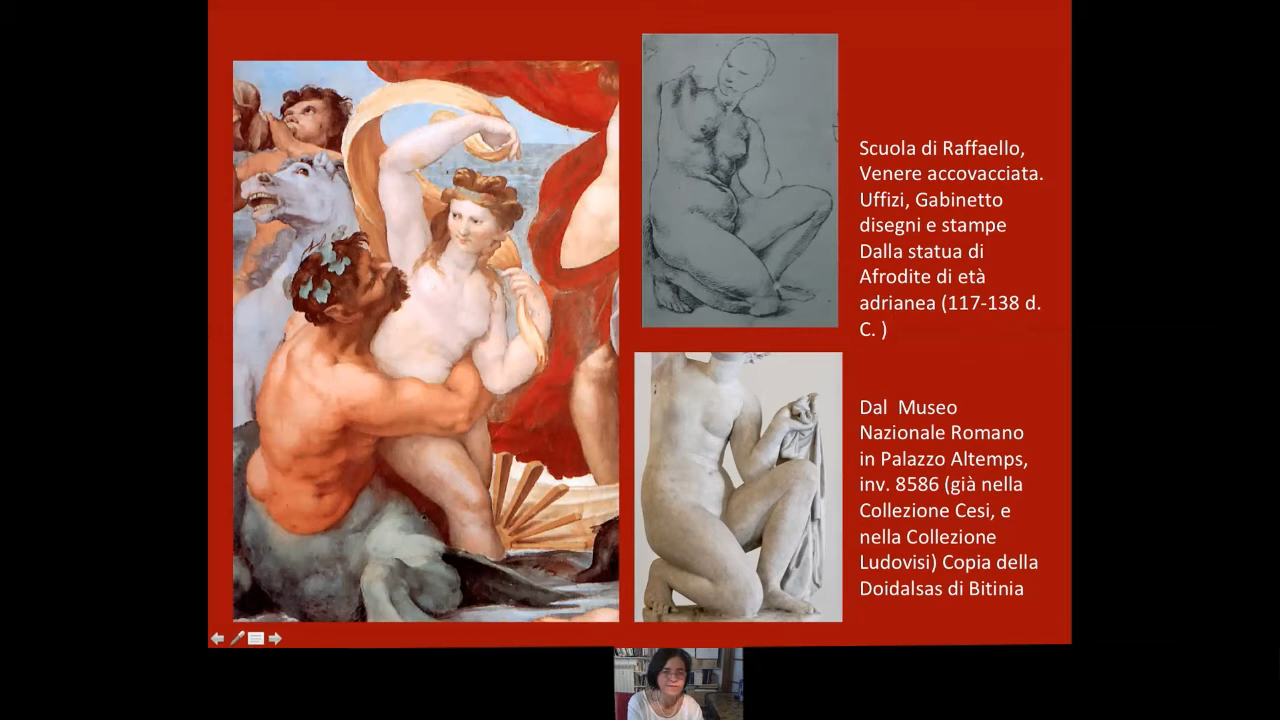 Scuola di Raffaello,
Venere accovacciata.
Uffizi, Gabinetto
disegni e stampe
Dalla statua di
Afrodite di età
adrianea (117-138 d.
C. )
Dal  Museo
Nazionale Romano
in Palazzo Altemps,
inv. 8586 (già nella
Collezione Cesi, e
nella Collezione
Ludovisi) Copia della
Doidalsas di Bitinia